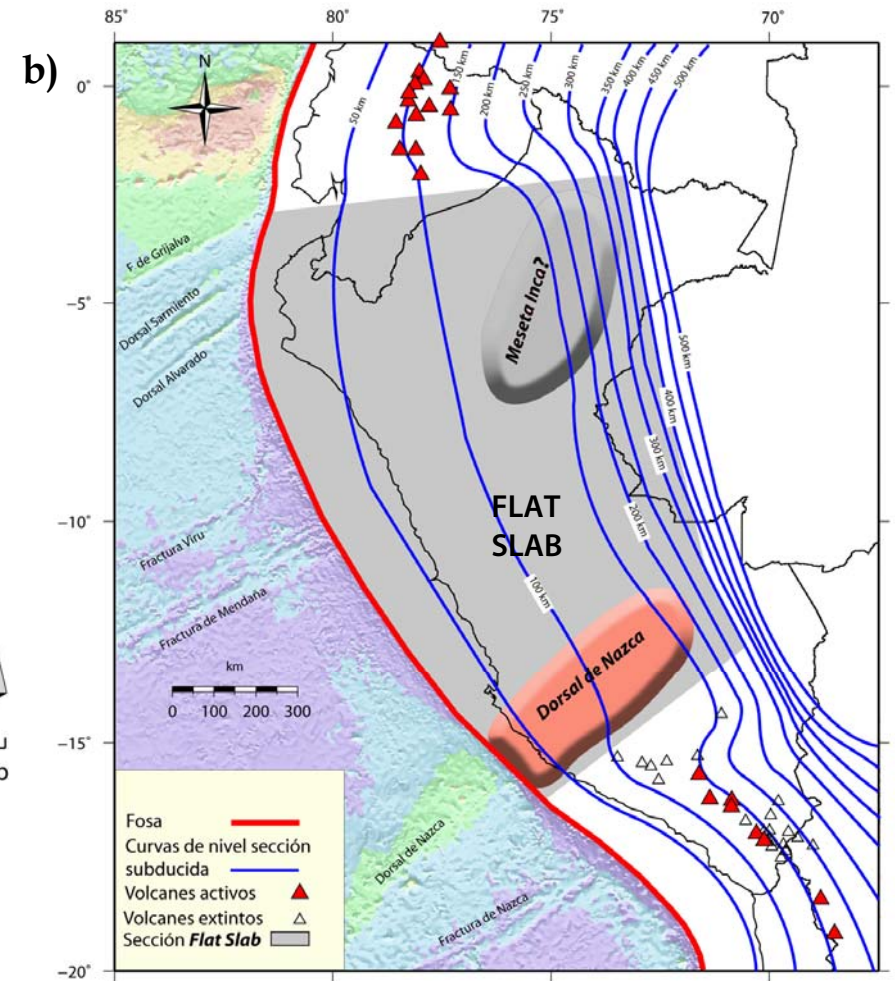 b)
85° 80° 75° 70°
N
0°
−5°
−10°
−15°
−20°
50 km
150 km
200 km
250 km
300 km
350 km
400 km
450 km
500 km
F. de Grijalva
Dorsal Sarmiento
Dorsal Alvarado
Meseta Inca?
500 km
400 km
300 km
200 km
100 km
FLAT
SLAB
Fractura Viru
Fractura de Mendaña
km
0 100 200 300
Dorsal de Nazca
Dorsal de Nazca
Fractura de Nazca
Fosa
Curvas de nivel sección
subducida
Volcanes activos
Volcanes extintos
Sección Flat Slab